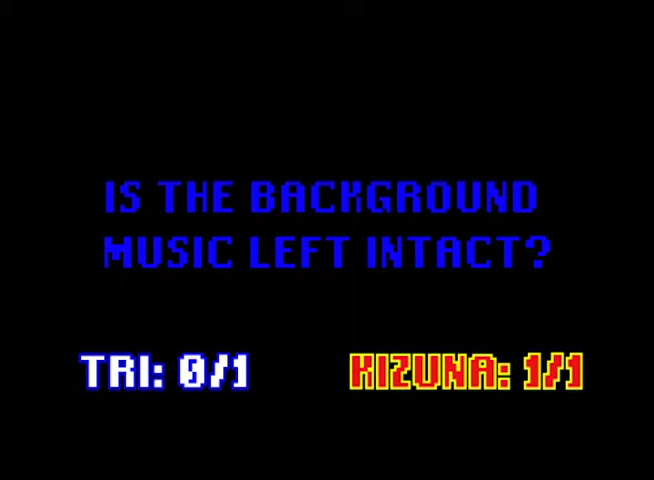 IS THE BACKGROUND
MUSIC LEFT INTACT?
TRI: 0/1 KIZUNA: 1/1